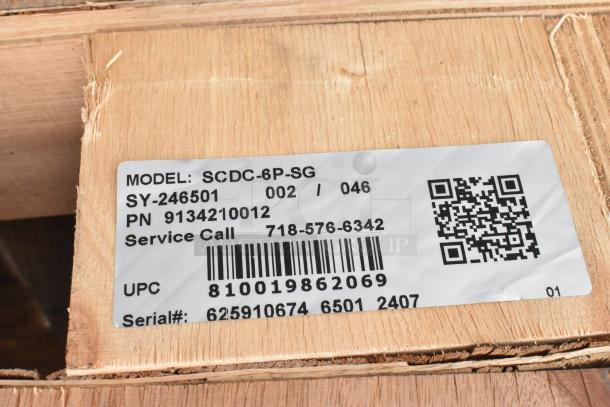 MODEL: SCDC-6P-SG
SY-246501 002 / 046
PN 9134210012
Service Call 718-576-6342
UPC 810019862069
Serial#: 625910674 6501 2407
01